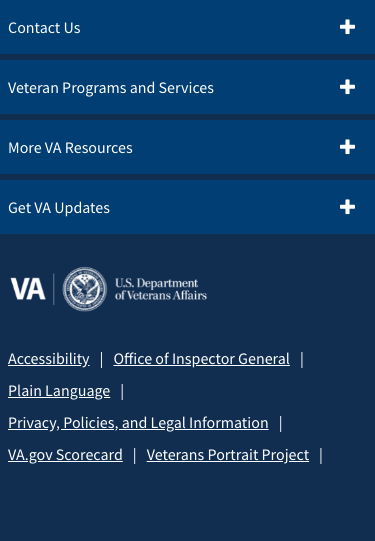 Contact Us
Veteran Programs and Services
More VA Resources
Get VA Updates
VA | U.S. Department
of Veterans Affairs
Accessibility | Office of Inspector General |
Plain Language |
Privacy, Policies, and Legal Information |
VA.gov Scorecard | Veterans Portrait Project |